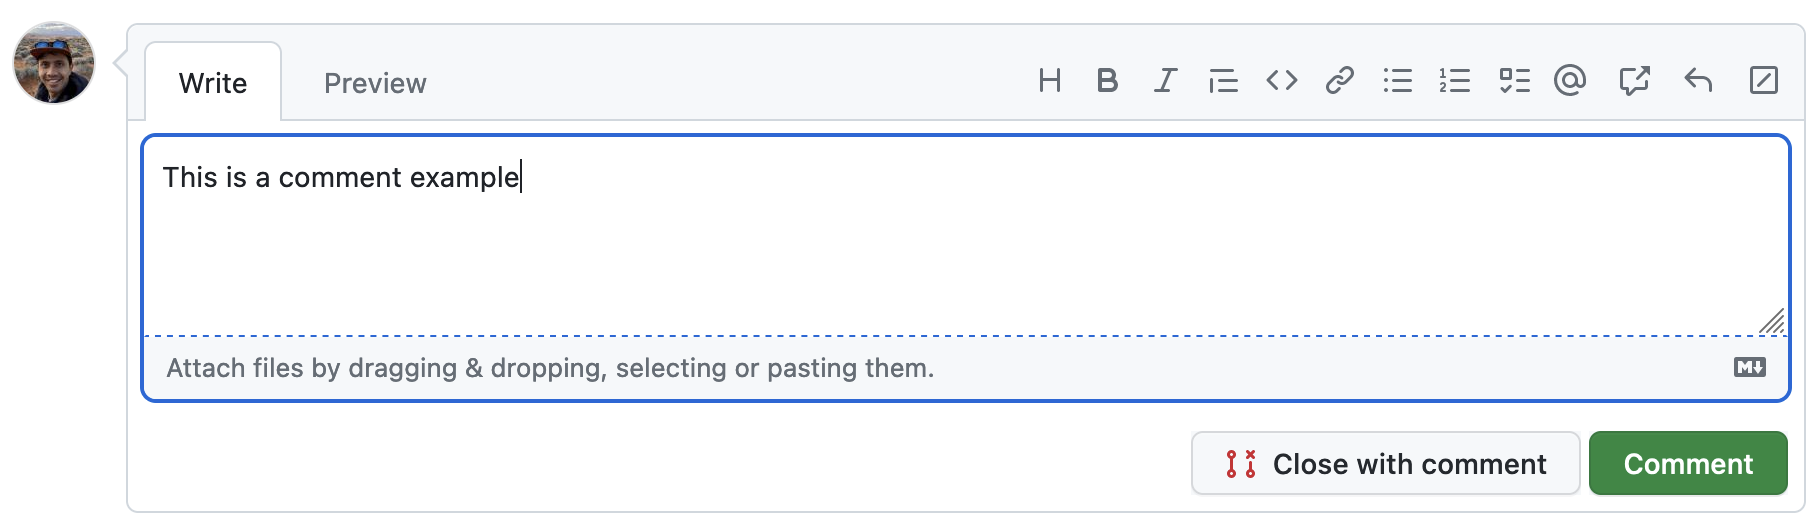 Write
Preview
This is a comment example
Attach files by dragging & dropping, selecting or pasting them.
Close with comment
Comment